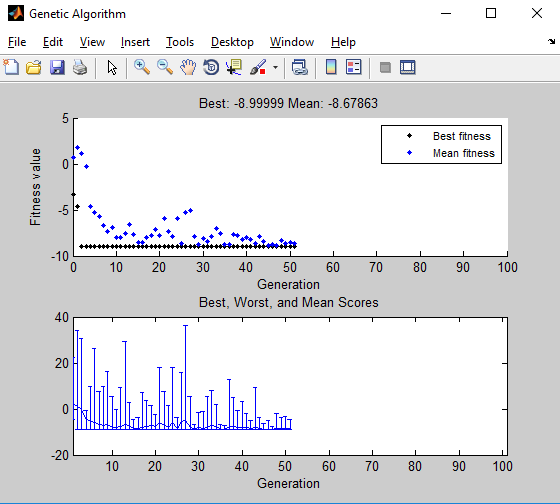 Genetic Algorithm
File Edit View Insert Tools Desktop Window Help
Best: -8.99999 Mean: -8.67863
5
0
-5
-10
Fitness value
Best fitness
Mean fitness
0 10 20 30 40 50 60 70 80 90 100
Generation
Best, Worst, and Mean Scores
40
20
0
-20
10 20 30 40 50 60 70 80 90 100
Generation